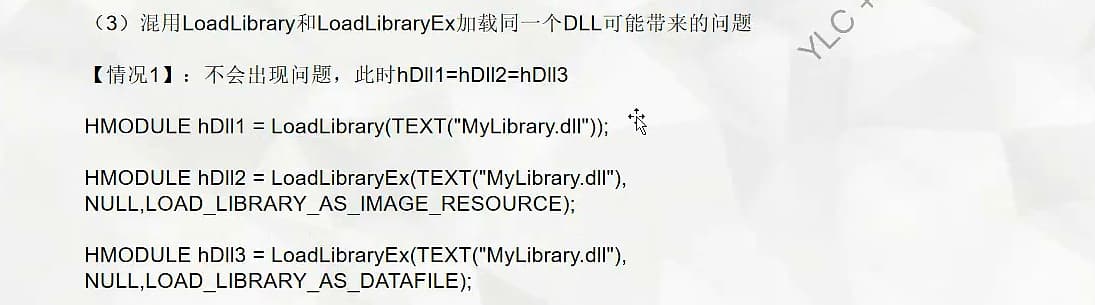 （3）混用LoadLibrary和LoadLibraryEx加载同一个DLL可能带来的问题
YLC +
【情况1】：不会出现问题，此时hDll1=hDll2=hDll3
HMODULE hDll1 = LoadLibrary(TEXT("MyLibrary.dll"));
HMODULE hDll2 = LoadLibraryEx(TEXT("MyLibrary.dll"),
NULL,LOAD_LIBRARY_AS_IMAGE_RESOURCE);
HMODULE hDll3 = LoadLibraryEx(TEXT("MyLibrary.dll"),
NULL,LOAD_LIBRARY_AS_DATAFILE);